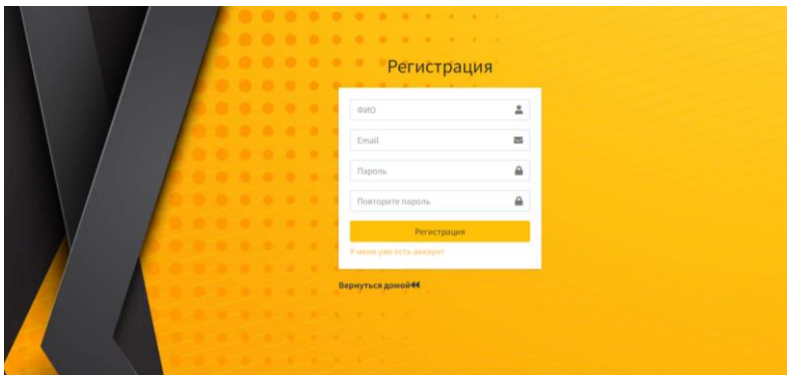 Регистрация
ФИО
Email
Пароль
Повторите пароль
Регистрация
У меня уже есть аккаунт
Вернуться домой